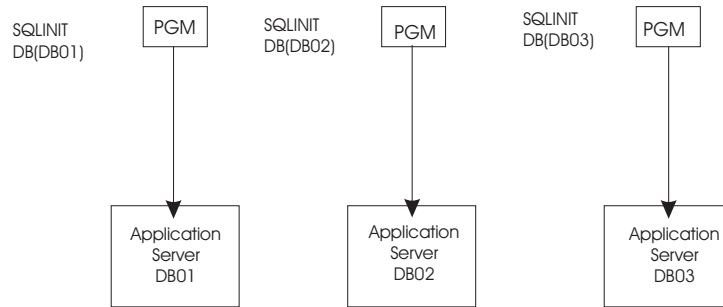 SQLINIT
DB(DB01)
PGM
SQLINIT
DB(DB02)
PGM
SQLINIT
DB(DB03)
PGM
Application
Server
DB01
Application
Server
DB02
Application
Server
DB03